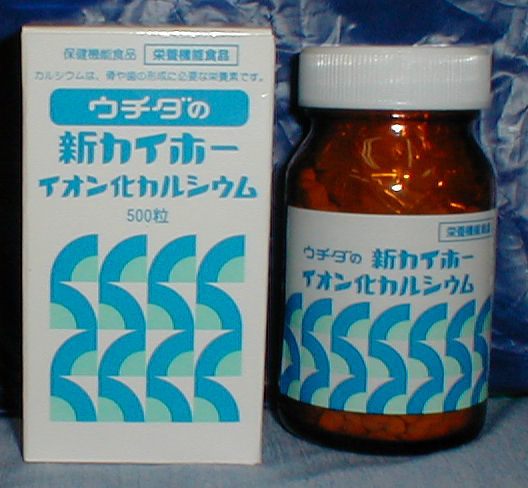 保健機能食品 栄養機能食品
カルシウムは、骨や歯の形成に必要な栄養素です。
ウチダの
新カイホー
イオン化カルシウム
500粒
栄養機能食品
ウチダの 新カイホー
イオン化カルシウム